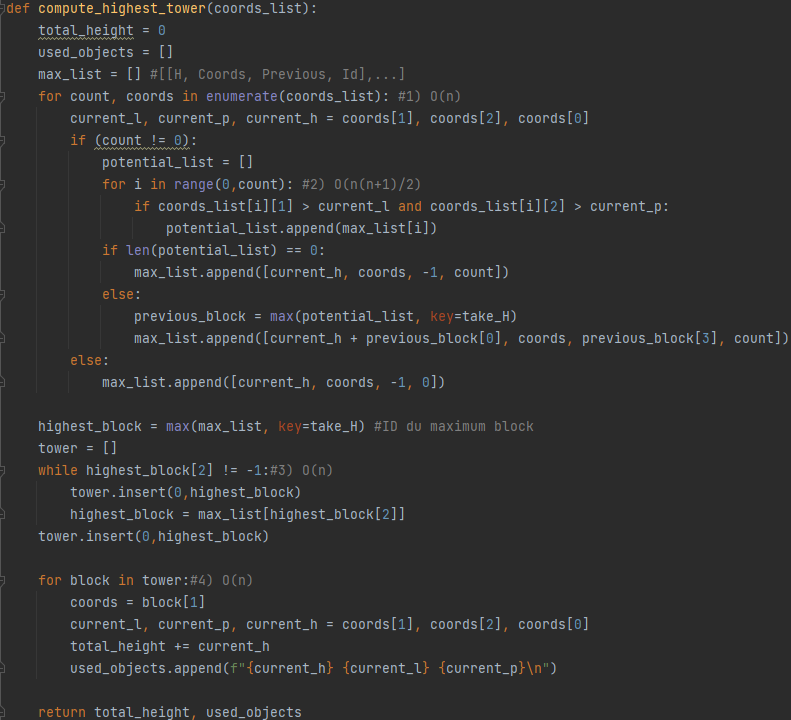 def compute_highest_tower(coords_list):
    total_height = 0
    used_objects = []
    max_list = [] #[[H, Coords, Previous, Id],...]
    for count, coords in enumerate(coords_list): #1) O(n)
        current_l, current_p, current_h = coords[1], coords[2], coords[0]
        if (count != 0):
            potential_list = []
            for i in range(0,count): #2) O(n(n+1)/2)
                if coords_list[i][1] > current_l and coords_list[i][2] > current_p:
                    potential_list.append(max_list[i])
            if len(potential_list) == 0:
                max_list.append([current_h, coords, -1, count])
            else:
                previous_block = max(potential_list, key=take_H)
                max_list.append([current_h + previous_block[0], coords, previous_block[3], count])
        else:
            max_list.append([current_h, coords, -1, 0])

    highest_block = max(max_list, key=take_H) #ID du maximum block
    tower = []
    while highest_block[2] != -1:#3) O(n)
        tower.insert(0,highest_block)
        highest_block = max_list[highest_block[2]]
    tower.insert(0,highest_block)

    for block in tower:#4) O(n)
        coords = block[1]
        current_l, current_p, current_h = coords[1], coords[2], coords[0]
        total_height += current_h
        used_objects.append(f"{current_h} {current_l} {current_p}\n")

    return total_height, used_objects